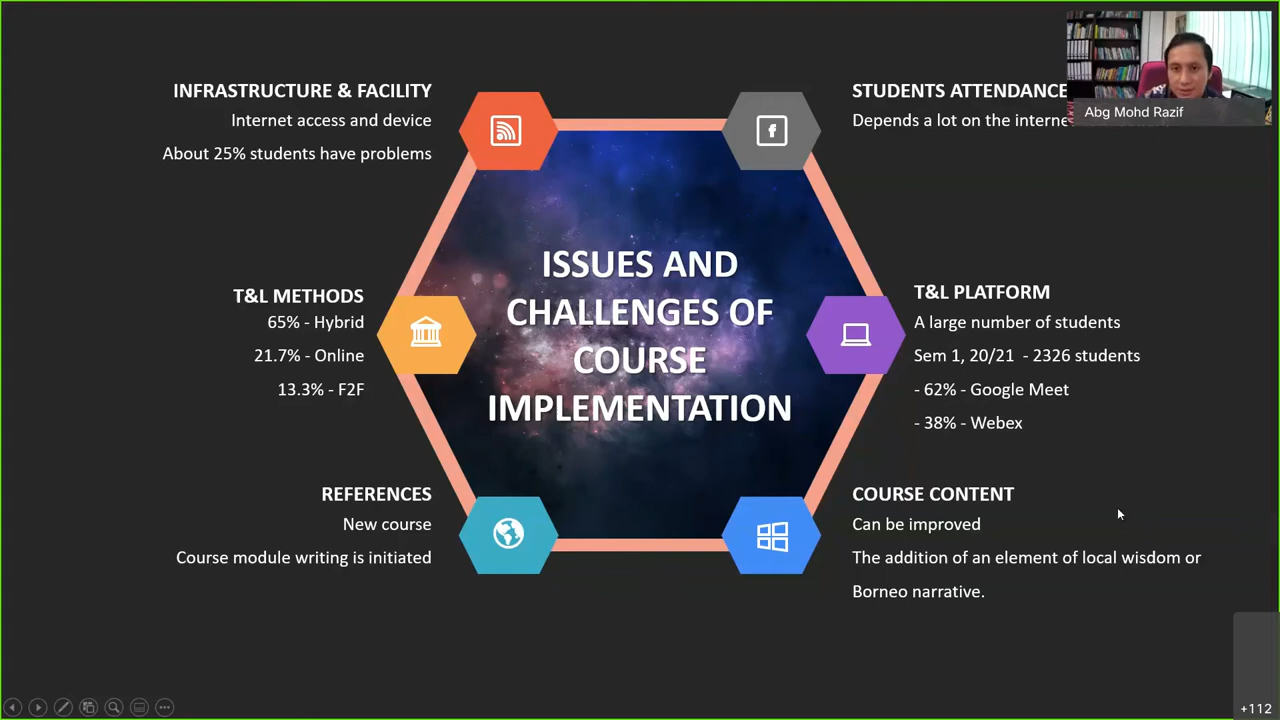 INFRASTRUCTURE & FACILITY
Internet access and device
About 25% students have problems
STUDENTS ATTENDANCE
Depends a lot on the
Abg Mohd Razif
ISSUES AND
CHALLENGES OF
COURSE
IMPLEMENTATION
T&L METHODS
65% - Hybrid
21.7% - Online
13.3% - F2F
T&L PLATFORM
A large number of students
Sem 1, 20/21 - 2326 students
- 62% - Google Meet
- 38% - Webex
REFERENCES
New course
Course module writing is initiated
COURSE CONTENT
Can be improved
The addition of an element of local wisdom or
Borneo narrative.
+112